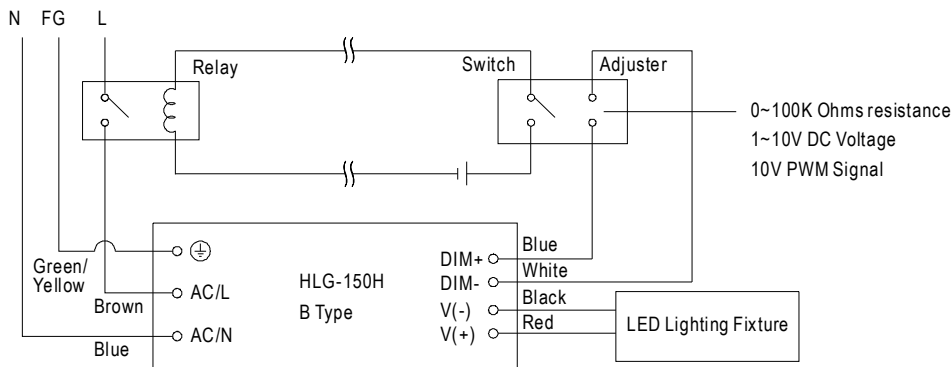 N FG L
Relay
Switch
Adjuster
0~100K Ohms resistance
1~10V DC Voltage
10V PWM Signal
Green/
Yellow
Brown
Blue
AC/L
AC/N
HLG-150H
B Type
DIM+
DIM-
V(-)
V(+)
Blue
White
Black
Red
LED Lighting Fixture